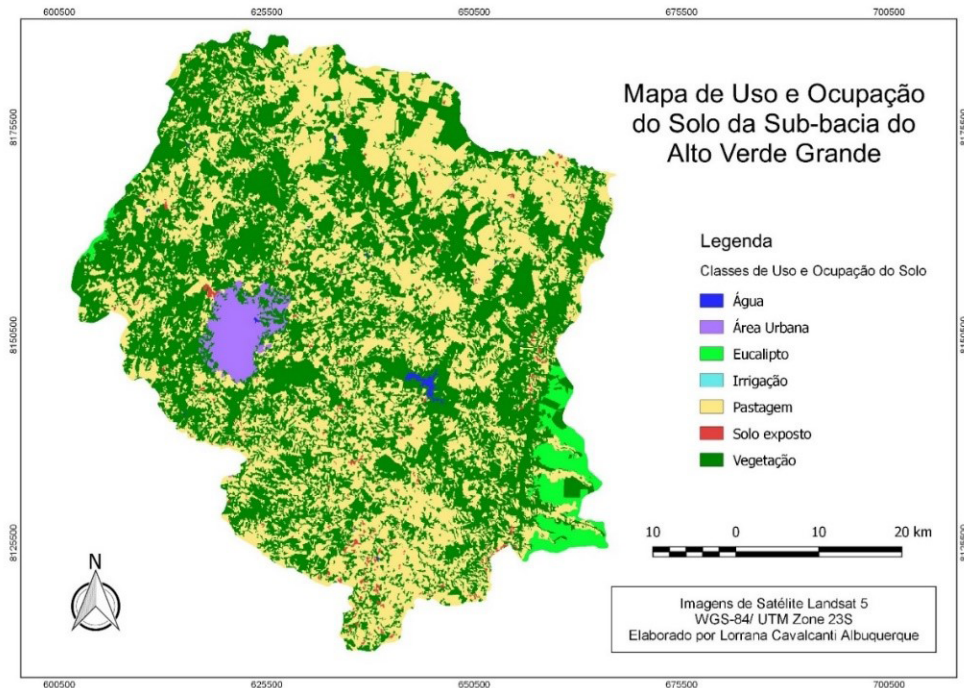 600500 625500 650500 675500 700500
8175500 8175500
Mapa de Uso e Ocupação
do Solo da Sub-bacia do
Alto Verde Grande
Legenda
Classes de Uso e Ocupação do Solo
Água
Área Urbana
Eucalipto
Irrigação
Pastagem
Solo exposto
Vegetação
8150500 8150500
10 0 10 20 km
8125500 8125500
N
Imagens de Satélite Landsat 5
WGS-84/ UTM Zone 23S
Elaborado por Lorrana Cavalcanti Albuquerque
600500 625500 650500 675500 700500